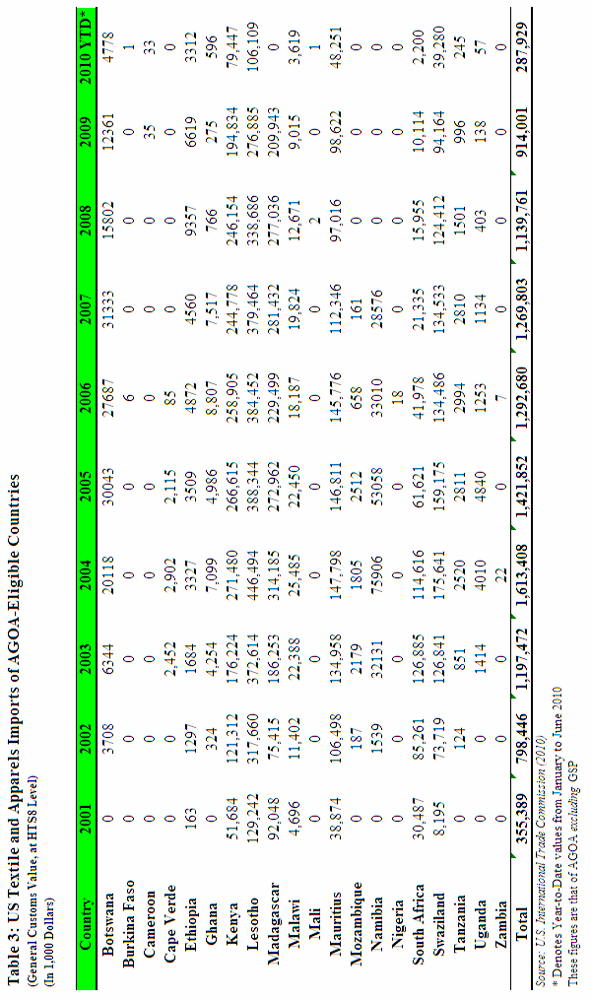 Table 3: US Textile and Apparels Imports of AGOA-Eligible Countries
(General Customs Value, at HTS8 Level)
(In 1,000 Dollars)
Country 2001 2002 2003 2004 2005 2006 2007 2008 2009 2010 YTD*
Botswana 0 3708 6344 20118 30043 27687 31333 15802 12361 4778
Burkina Faso 0 0 0 0 0 6 0 0 0 1
Cameroon 0 0 0 0 0 0 0 0 35 33
Cape Verde 0 0 2,452 2,902 2,115 85 0 0 0 0
Ethiopia 163 1297 1684 3327 3509 4872 4560 9357 6619 3312
Ghana 0 324 4,254 7,099 4,986 8,807 7,517 766 275 596
Kenya 51,684 121,312 176,224 271,480 266,615 258,905 244,778 246,154 194,834 79,447
Lesotho 129,242 317,660 372,614 446,494 388,344 384,452 379,464 338,686 276,885 106,109
Madagascar 92,048 75,415 186,253 314,185 272,962 229,499 281,432 277,036 209,943 0
Malawi 4,696 11,402 22,388 25,485 22,450 18,187 19,824 12,671 9,015 3,619
Mali 0 0 0 0 0 0 0 2 0 1
Mauritius 38,874 106,498 134,958 147,798 146,811 145,776 112,346 97,016 98,622 48,251
Mozambique 0 187 2179 1805 2512 658 161 0 0 0
Namibia 0 1539 32131 75906 53058 33010 28576 0 0 0
Nigeria 0 0 0 0 0 18 0 0 0 0
South Africa 30,487 85,261 126,885 114,616 61,621 41,978 21,335 15,955 10,114 2,200
Swaziland 8,195 73,719 126,841 175,641 159,175 134,486 134,533 124,412 94,164 39,280
Tanzania 0 124 851 2520 2811 2994 2810 1501 996 245
Uganda 0 0 1414 4010 4840 1253 1134 403 138 57
Zambia 0 0 0 22 0 7 0 0 0 0
Total 355,389 798,446 1,197,472 1,613,408 1,421,852 1,292,680 1,269,803 1,139,761 914,001 287,929
Source: U.S. International Trade Commission (2010)
* Denotes Year-to-Date values from January to June 2010
These figures are that of AGOA excluding GSP